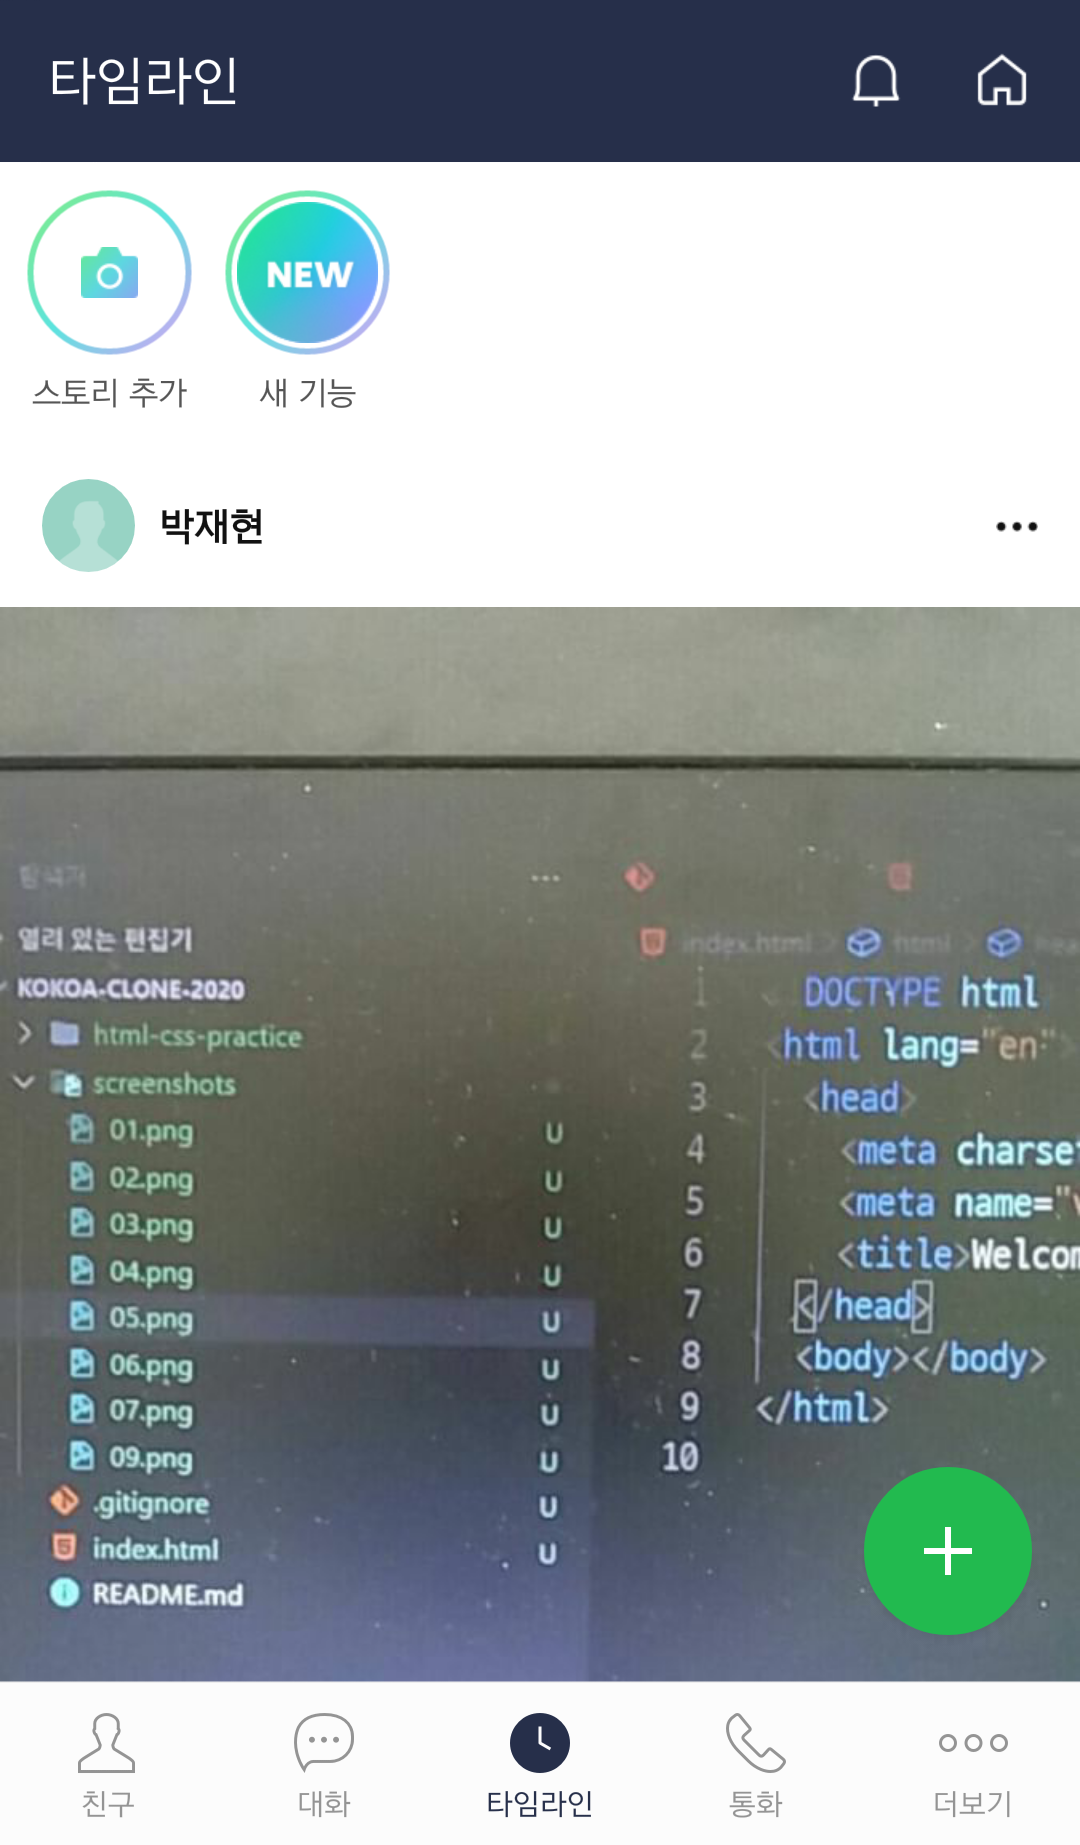 타임라인
NEW
스토리 추가
새 기능
박재현
탐색기
열려 있는 편집기
KOKOA-CLONE-2020
html-css-practice
screenshots
01.png U
02.png U
03.png U
04.png U
05.png U
06.png U
07.png U
09.png U
.gitignore U
index.html U
README.md
index.html > html >
1 DOCTYPE html
2 <html lang="en">
3 <head>
4 <meta charset
5 <meta name="v
6 <title>Welcom
7 </head>
8 <body></body>
9 </html>
10
친구
대화
타임라인
통화
더보기